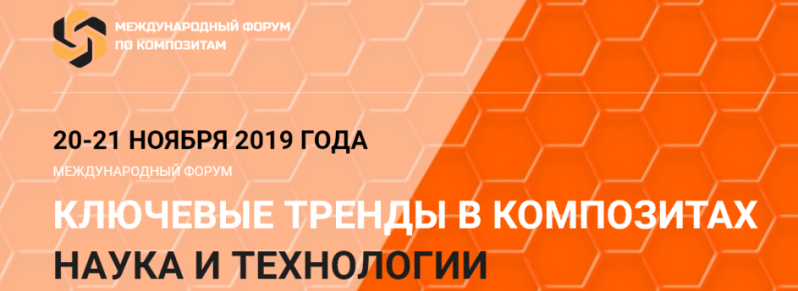 МЕЖДУНАРОДНЫЙ ФОРУМ
ПО КОМПОЗИТАМ
20-21 НОЯБРЯ 2019 ГОДА
МЕЖДУНАРОДНЫЙ ФОРУМ
КЛЮЧЕВЫЕ ТРЕНДЫ В КОМПОЗИТАХ
НАУКА И ТЕХНОЛОГИИ